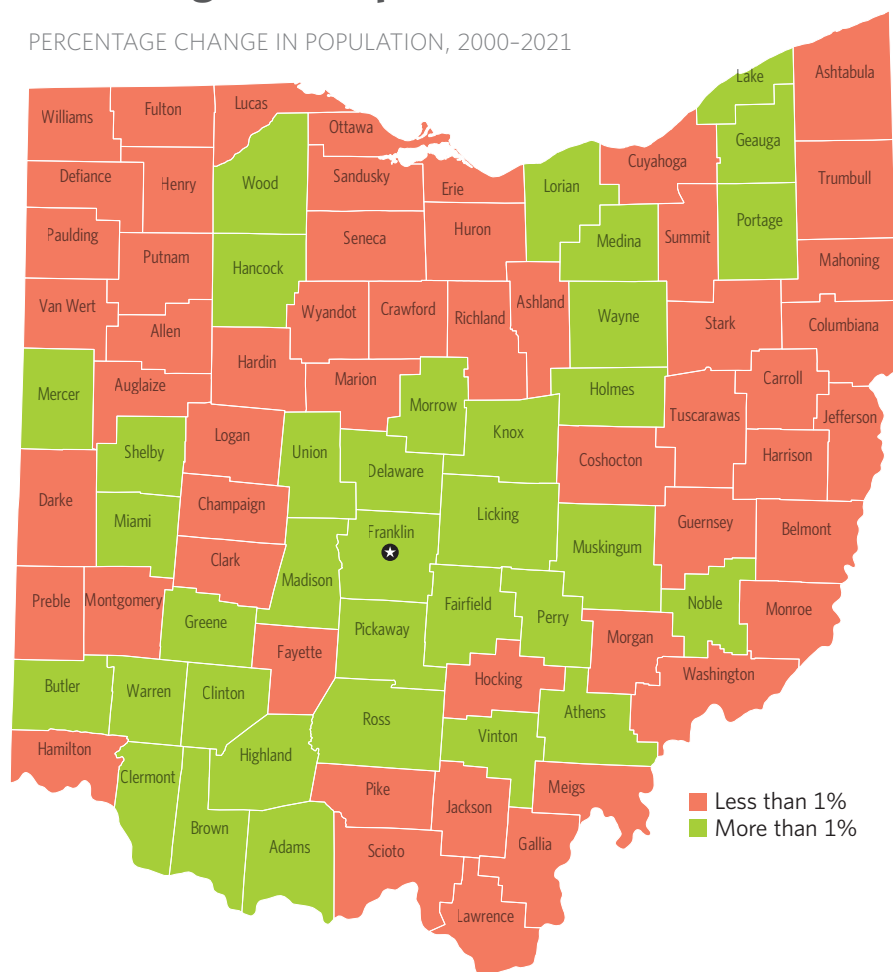 PERCENTAGE CHANGE IN POPULATION, 2000–2021
Lake
Ashtabula
Williams
Fulton
Lucas
Ottawa
Geauga
Cuyahoga
Defiance
Henry
Wood
Sandusky
Erie
Lorian
Trumbull
Paulding
Putnam
Hancock
Seneca
Huron
Medina
Summit
Portage
Mahoning
Van Wert
Allen
Wyandot
Crawford
Richland
Ashland
Wayne
Stark
Columbiana
Mercer
Auglaize
Hardin
Marion
Morrow
Holmes
Carroll
Tuscarawas
Jefferson
Shelby
Logan
Union
Delaware
Knox
Coshocton
Harrison
Darke
Miami
Champaign
Franklin
Licking
Muskingum
Guernsey
Belmont
Clark
Madison
Preble
Montgomery
Greene
Fayette
Pickaway
Fairfield
Perry
Morgan
Noble
Monroe
Washington
Butler
Warren
Clinton
Ross
Hocking
Athens
Hamilton
Clermont
Highland
Vinton
Pike
Jackson
Meigs
Brown
Adams
Scioto
Gallia
Lawrence
Less than 1%
More than 1%